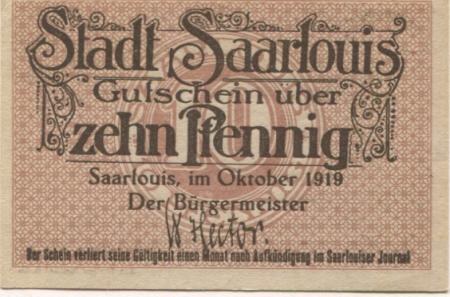 Stadt Saarlouis
Gutschein über
zehn Pfennig
Saarlouis, im Oktober 1919
Der Bürgermeister
Der Schein verliert seine Gültigkeit einen Monat nach Aufkündigung im Saarlouiser Journal